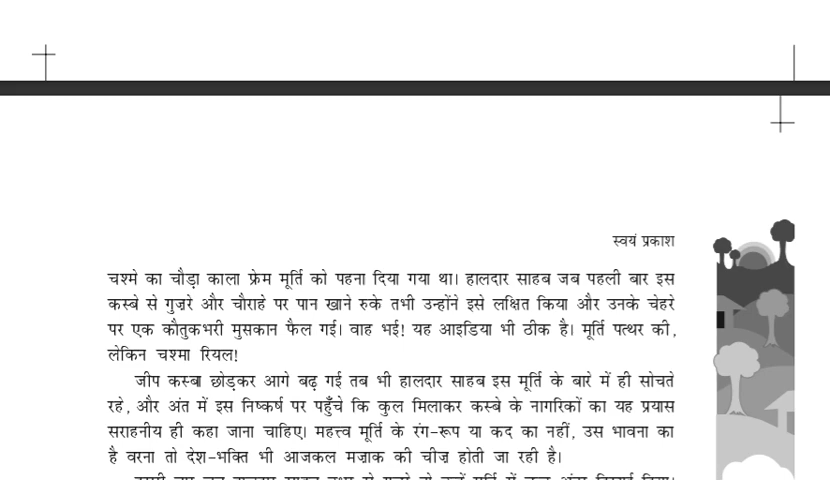 स्वयं प्रकाश
चश्मे का चौड़ा काला फ्रेम मूर्ति को पहना दिया गया था। हालदार साहब जब पहली बार इस
कस्बे से गुज़रे और चौराहे पर पान खाने रुके तभी उन्होंने इसे लक्षित किया और उनके चेहरे
पर एक कौतुकभरी मुसकान फैल गई। वाह भई! यह आइडिया भी ठीक है। मूर्ति पत्थर की,
लेकिन चश्मा रियल!
जीप कस्बा छोड़कर आगे बढ़ गई तब भी हालदार साहब इस मूर्ति के बारे में ही सोचते
रहे, और अंत में इस निष्कर्ष पर पहुँचे कि कुल मिलाकर कस्बे के नागरिकों का यह प्रयास
सराहनीय ही कहा जाना चाहिए। महत्त्व मूर्ति के रंग-रूप या कद का नहीं, उस भावना का
है वरना तो देश-भक्ति भी आजकल मज़ाक की चीज़ होती जा रही है।